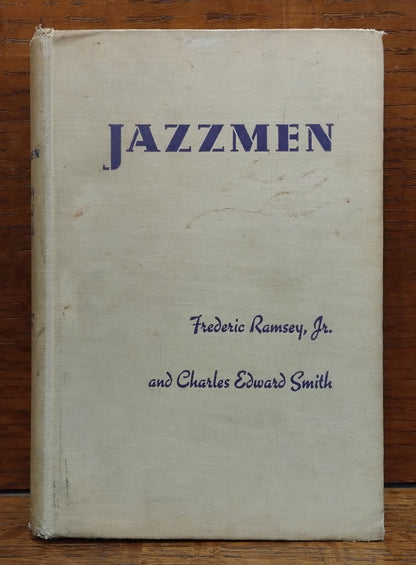 JAZZMEN
Frederic Ramsey, Jr.
and Charles Edward Smith